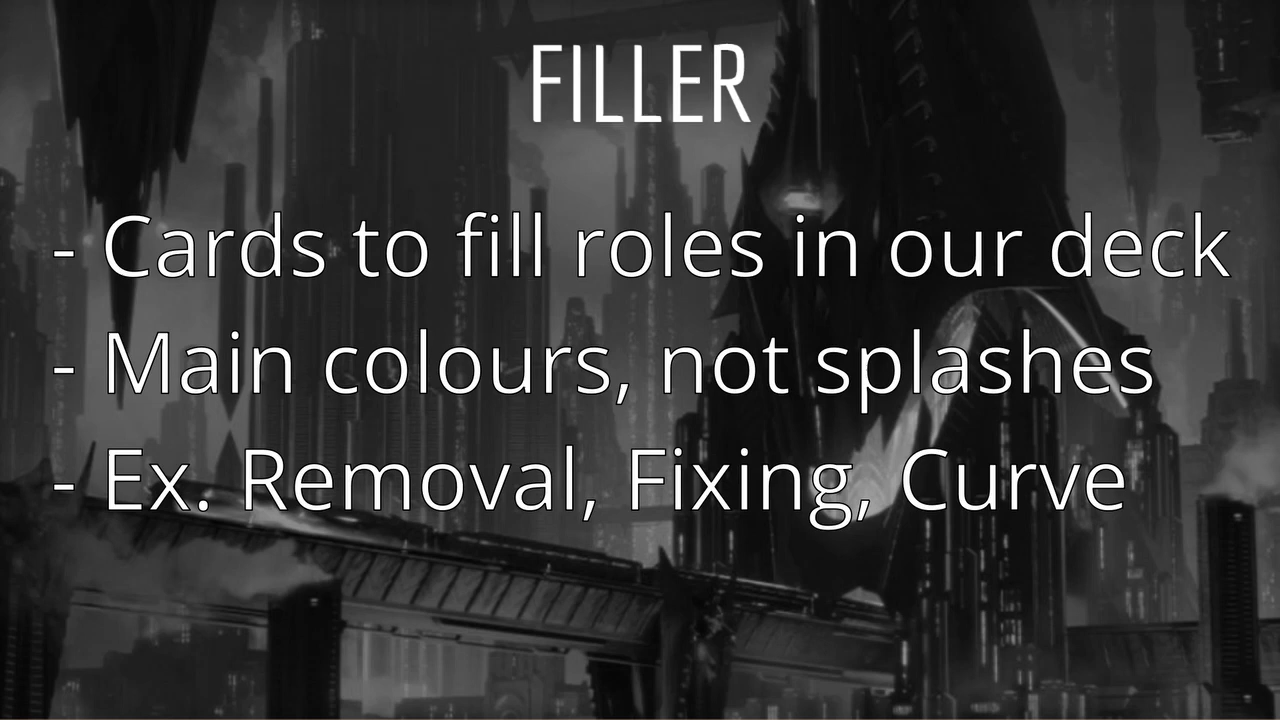 FILLER
- Cards to fill roles in our deck
- Main colours, not splashes
- Ex. Removal, Fixing, Curve